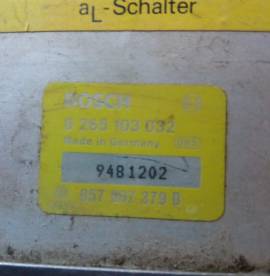 aL-Schalter
BOSCH
0 265 103 032
Made in Germany
9481202
857 907 379 B